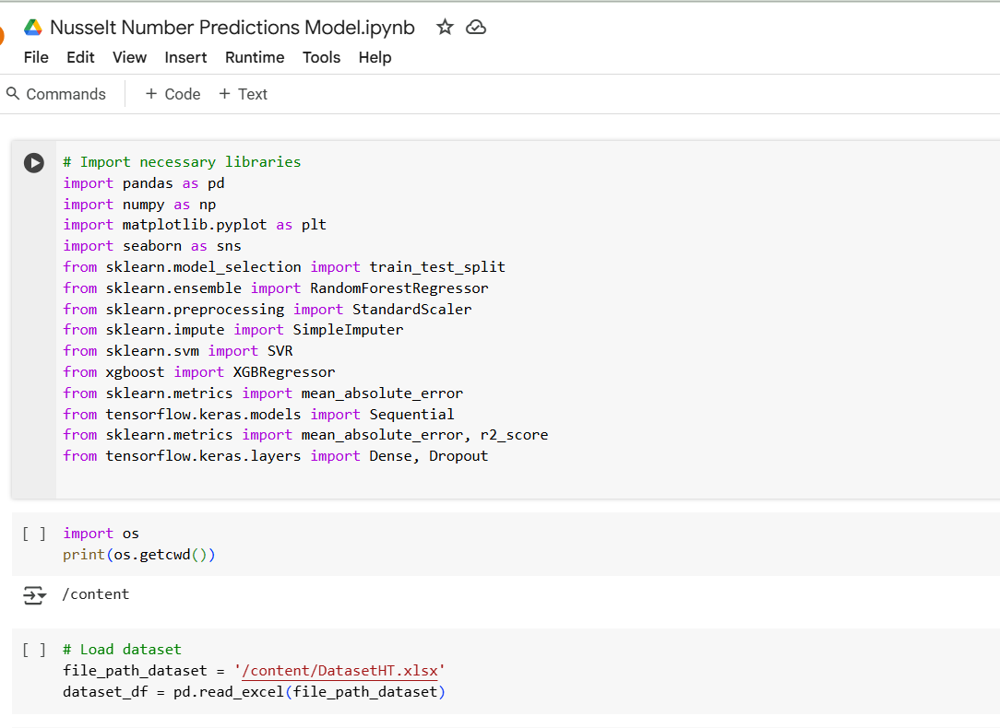 Nusselt Number Predictions Model.ipynb
File Edit View Insert Runtime Tools Help
Commands + Code + Text
# Import necessary libraries
import pandas as pd
import numpy as np
import matplotlib.pyplot as plt
import seaborn as sns
from sklearn.model_selection import train_test_split
from sklearn.ensemble import RandomForestRegressor
from sklearn.preprocessing import StandardScaler
from sklearn.impute import SimpleImputer
from sklearn.svm import SVR
from xgboost import XGBRegressor
from sklearn.metrics import mean_absolute_error
from tensorflow.keras.models import Sequential
from sklearn.metrics import mean_absolute_error, r2_score
from tensorflow.keras.layers import Dense, Dropout
[ ] import os
print(os.getcwd())
/content
[ ] # Load dataset
file_path_dataset = '/content/DatasetHT.xlsx'
dataset_df = pd.read_excel(file_path_dataset)